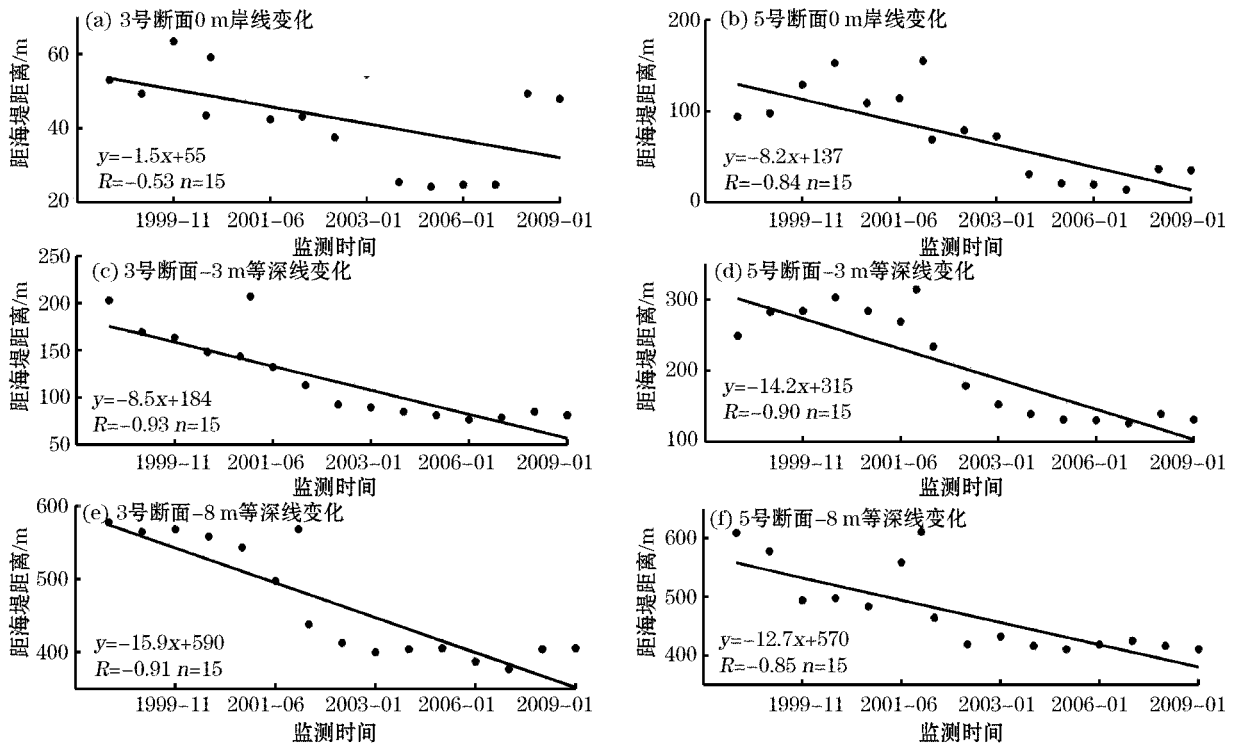 (a) 3号断面0 m岸线变化
距海堤距离/m
60
40
20
y=-1.5x+55
R=-0.53 n=15
1999-11 2001-06 2003-01 2006-01 2009-01
监测时间
(b) 5号断面0 m岸线变化
距海堤距离/m
200
100
0
y=-8.2x+137
R=-0.84 n=15
1999-11 2001-06 2003-01 2006-01 2009-01
监测时间
(c) 3号断面-3 m等深线变化
距海堤距离/m
250
200
150
100
50
y=-8.5x+184
R=-0.93 n=15
1999-11 2001-06 2003-01 2006-01 2009-01
监测时间
(d) 5号断面-3 m等深线变化
距海堤距离/m
300
200
100
y=-14.2x+315
R=-0.90 n=15
1999-11 2001-06 2003-01 2006-01 2009-01
监测时间
(e) 3号断面-8 m等深线变化
距海堤距离/m
600
500
400
y=-15.9x+590
R=-0.91 n=15
1999-11 2001-06 2003-01 2006-01 2009-01
监测时间
(f) 5号断面-8 m等深线变化
距海堤距离/m
600
500
400
y=-12.7x+570
R=-0.85 n=15
1999-11 2001-06 2003-01 2006-01 2009-01
监测时间